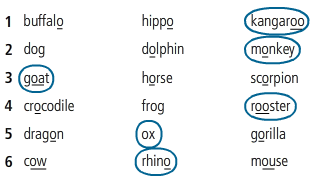 1 buffalo hippo kangaroo
2 dog dolphin monkey
3 goat horse scorpion
4 crocodile frog rooster
5 dragon ox gorilla
6 cow rhino mouse